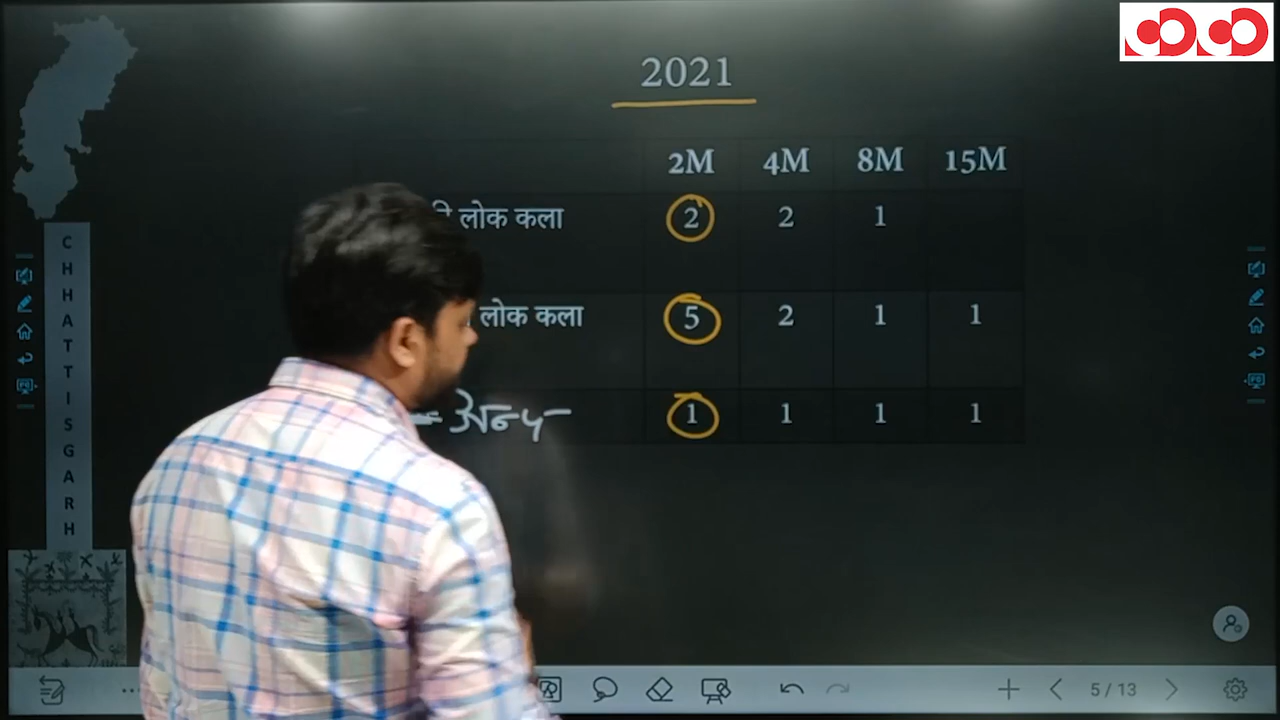 2021
2M 4M 8M 15M
लोक कला 2 2 1
लोक कला 5 2 1 1
= अन्य 1 1 1 1
CHHATTISGARH
5 / 13